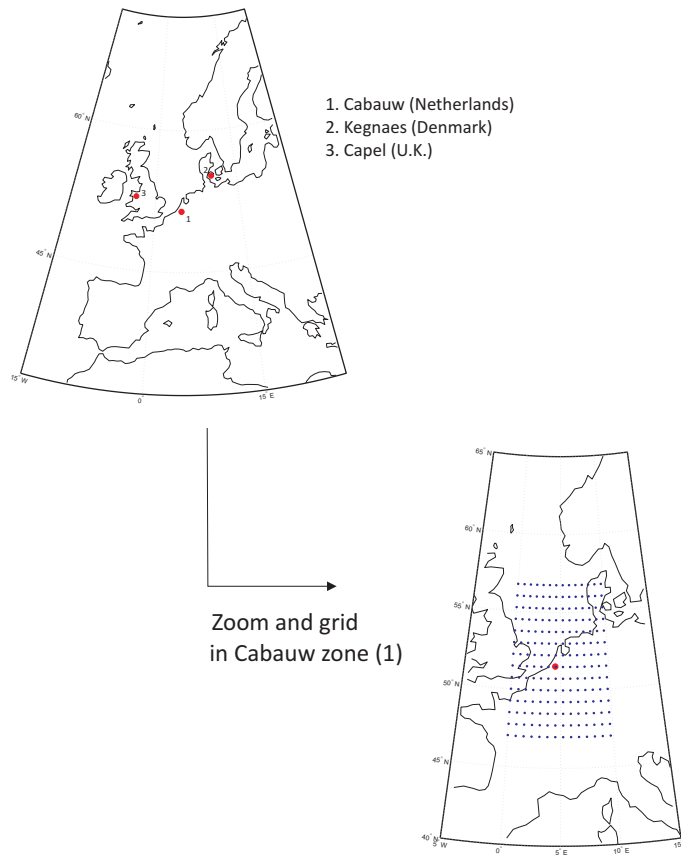 1. Cabauw (Netherlands)
2. Kegnaes (Denmark)
3. Capel (U.K.)
60° N
2
3
1
45° N
15° W
0°
15° E
Zoom and grid
in Cabauw zone (1)
65° N
60° N
55° N
50° N
45° N
40° N
5° W
0°
5° E
10° E
15